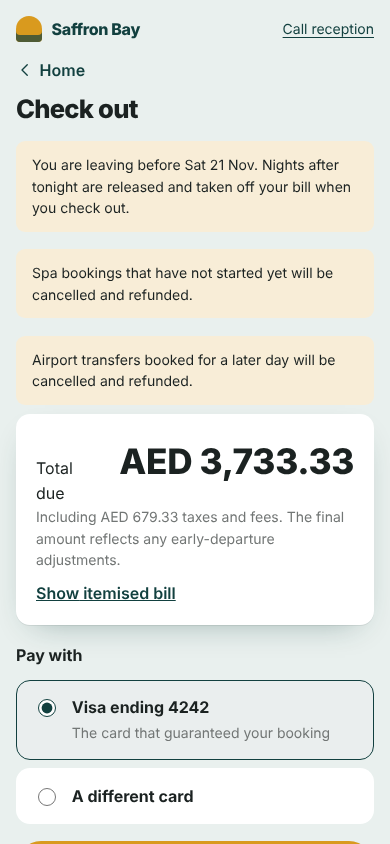 Saffron Bay
Call reception
Home
Check out
You are leaving before Sat 21 Nov. Nights after
tonight are released and taken off your bill when
you check out.
Spa bookings that have not started yet will be
cancelled and refunded.
Airport transfers booked for a later day will be
cancelled and refunded.
Total
due
AED 3,733.33
Including AED 679.33 taxes and fees. The final
amount reflects any early-departure
adjustments.
Show itemised bill
Pay with
Visa ending 4242
The card that guaranteed your booking
A different card